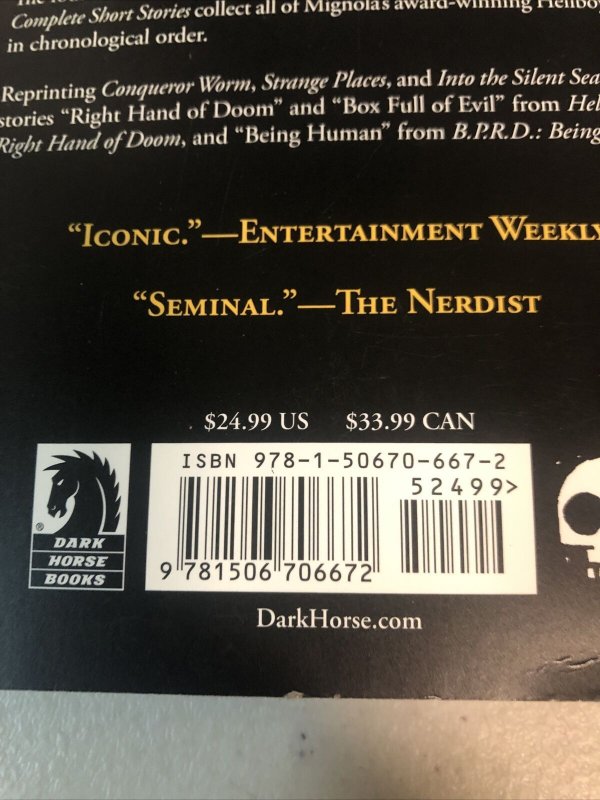 Complete Short Stories collect all of Mignola's award-winning Hellboy
in chronological order.
Reprinting Conqueror Worm, Strange Places, and Into the Silent Sea
stories "Right Hand of Doom" and "Box Full of Evil" from Hel
Right Hand of Doom, and "Being Human" from B.P.R.D.: Being
"Iconic."—Entertainment Weekly
"Seminal."—The Nerdist
$24.99 US $33.99 CAN
ISBN 978-1-50670-667-2
52499>
9 781506 706672
®
DARK
HORSE
BOOKS
DarkHorse.com